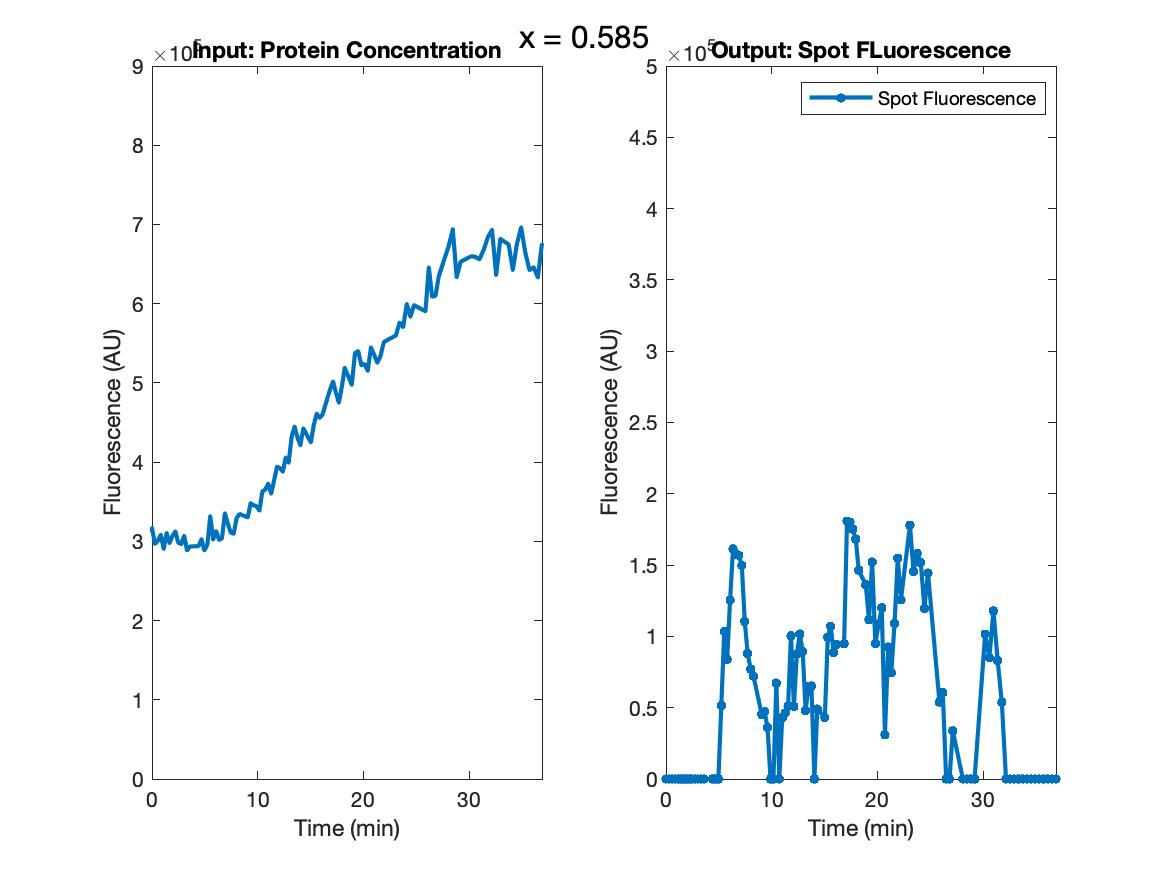 x = 0.585
×10⁵
Input: Protein Concentration
9
8
7
6
5
4
3
2
1
0
Fluorescence (AU)
0 10 20 30
Time (min)
×10⁵
Output: Spot FLuorescence
Spot Fluorescence
5
4.5
4
3.5
3
2.5
2
1.5
1
0.5
0
Fluorescence (AU)
0 10 20 30
Time (min)